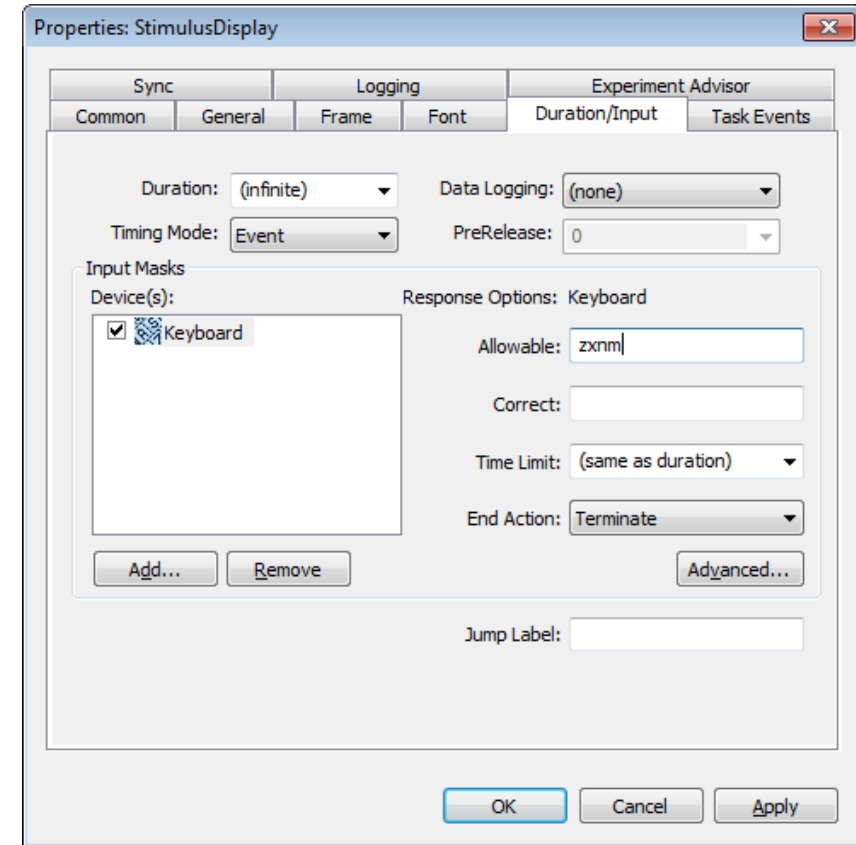 Properties: StimulusDisplay
Sync Logging Experiment Advisor
Common General Frame Font Duration/Input Task Events
Duration: (infinite) Data Logging: (none)
Timing Mode: Event PreRelease: 0
Input Masks
Device(s): Response Options: Keyboard
Keyboard
Allowable: zxnm
Correct:
Time Limit: (same as duration)
End Action: Terminate
Add... Remove Advanced...
Jump Label:
OK Cancel Apply